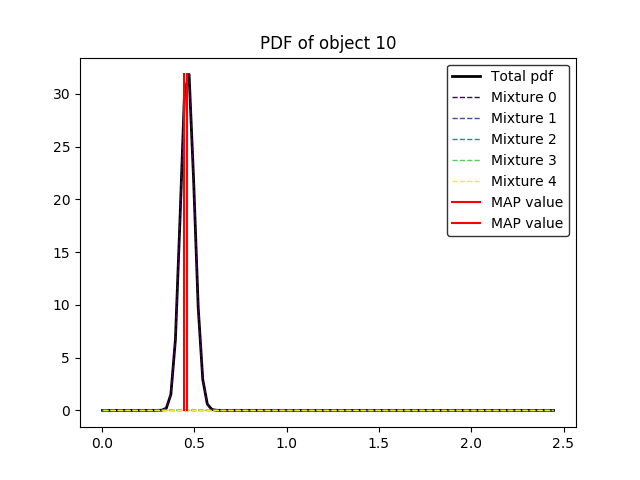 PDF of object 10
Total pdf
Mixture 0
Mixture 1
Mixture 2
Mixture 3
Mixture 4
MAP value
MAP value
30
25
20
15
10
5
0
0.0 0.5 1.0 1.5 2.0 2.5